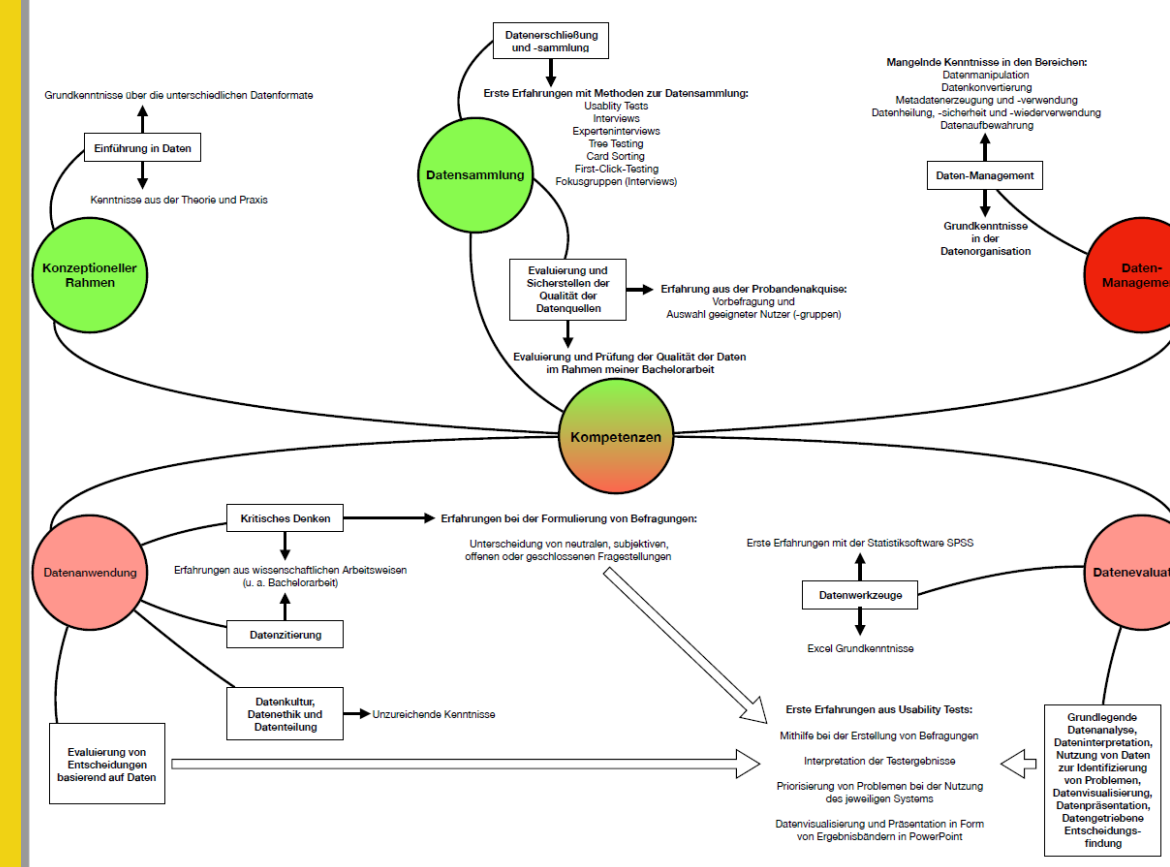 Datenerschließung
und -sammlung
Erste Erfahrungen mit Methoden zur Datensammlung:
Usablity Tests
Interviews
Experteninterviews
Tree Testing
Card Sorting
First-Click-Testing
Fokusgruppen (Interviews)
Mangelnde Kenntnisse in den Bereichen:
Datenmanipulation
Datenkonvertierung
Metadatenerzeugung und -verwendung
Datenheilung, -sicherheit und -wiederverwendung
Datenaufbewahrung
Grundkenntnisse über die unterschiedlichen Datenformate
Einführung in Daten
Kenntnisse aus der Theorie und Praxis
Datensammlung
Daten-Management
Grundkenntnisse
in der
Datenorganisation
Konzeptioneller
Rahmen
Evaluierung und
Sicherstellen der
Qualität der
Datenquellen
Erfahrung aus der Probandenakquise:
Vorbefragung und
Auswahl geeigneter Nutzer (-gruppen)
Daten-
Manageme
Evaluierung und Prüfung der Qualität der Daten
im Rahmen meiner Bachelorarbeit
Kompetenzen
Kritisches Denken
Erfahrungen bei der Formulierung von Befragungen:
Unterscheidung von neutralen, subjektiven,
offenen oder geschlossenen Fragestellungen
Erste Erfahrungen mit der Statistiksoftware SPSS
Datenanwendung
Erfahrungen aus wissenschaftlichen Arbeitsweisen
(u. a. Bachelorarbeit)
Datenwerkzeuge
Datenevaluat
Datenzitierung
Excel Grundkenntnisse
Datenkultur,
Datenethik und
Datenteilung
Unzureichende Kenntnisse
Evaluierung von
Entscheidungen
basierend auf Daten
Erste Erfahrungen aus Usability Tests:
Mithilfe bei der Erstellung von Befragungen
Interpretation der Testergebnisse
Priorisierung von Problemen bei der Nutzung
des jeweiligen Systems
Datenvisualisierung und Präsentation in Form
von Ergebnisbändern in PowerPoint
Grundlegende
Datenanalyse,
Dateninterpretation,
Nutzung von Daten
zur Identifizierung
von Problemen,
Datenvisualisierung,
Datenpräsentation,
Datengetriebene
Entscheidungs-
findung